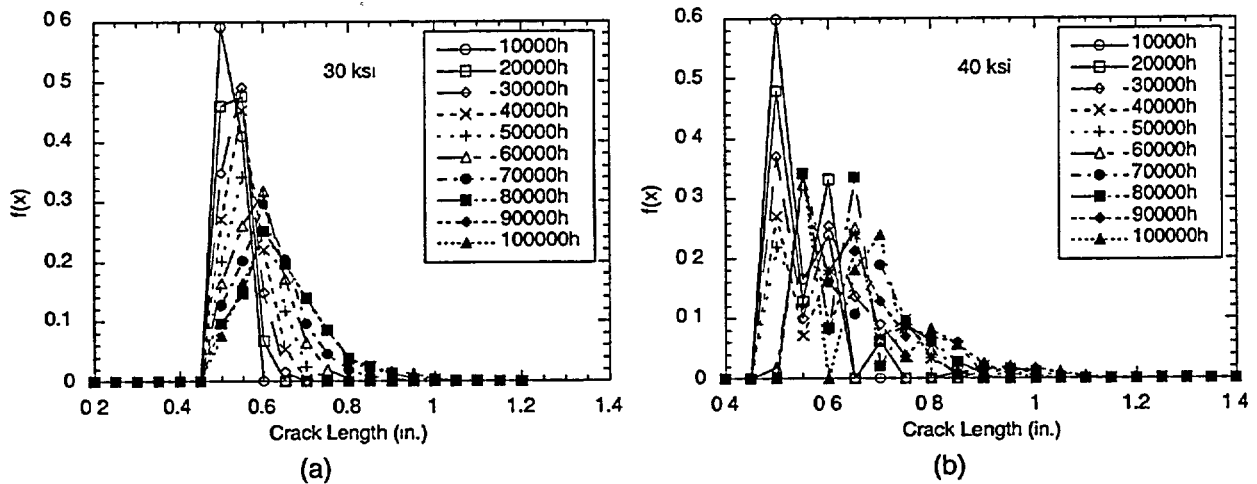 0.6
0.5
0.4
0.3
0.2
0.1
0
f(x)
30 ksi
10000h
20000h
30000h
40000h
50000h
60000h
70000h
80000h
90000h
100000h
0 2 0.4 0.6 0.8 1 1.2 1.4
Crack Length (in.)
(a)
0.6
0.5
0.4
0.3
0.2
0.1
0
f(x)
40 ksi
10000h
20000h
30000h
40000h
50000h
60000h
70000h
80000h
90000h
100000h
0 4 0 6 0 8 1 1.2 1 4
Crack Length (in.)
(b)